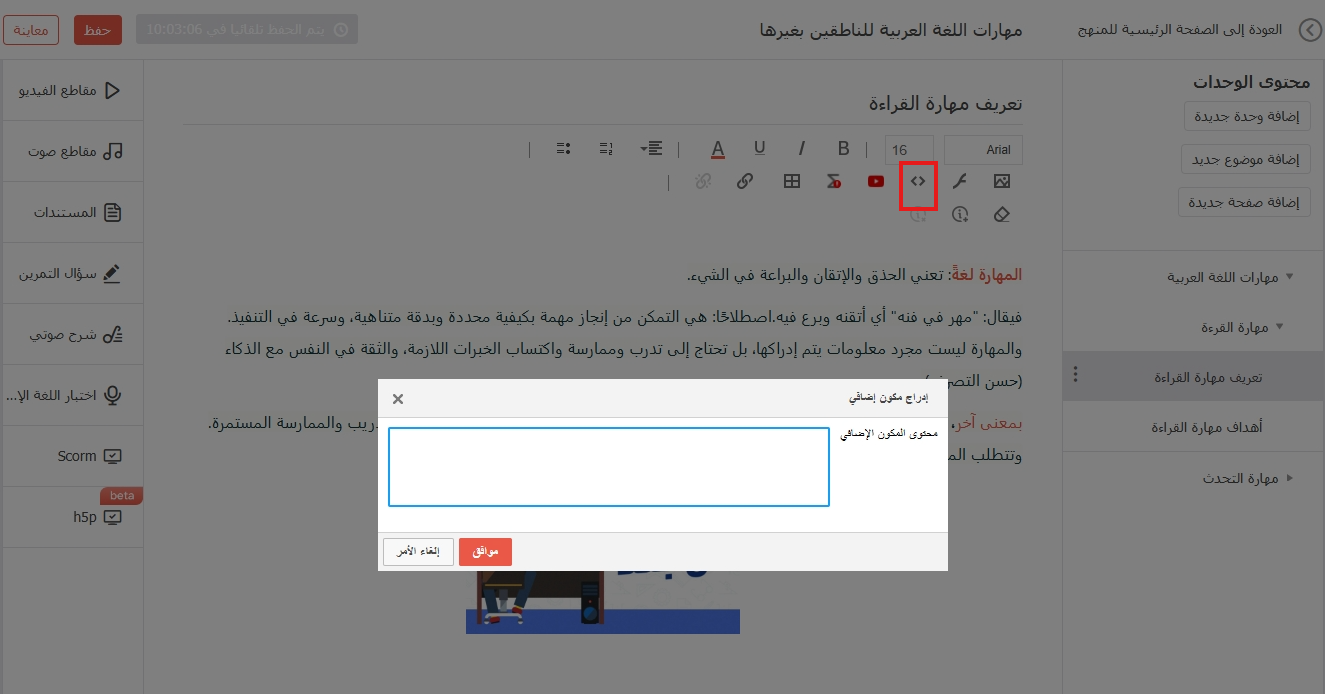 العودة إلى الصفحة الرئيسية للمنهج
مهارات اللغة العربية للناطقين بغيرها
يتم الحفظ تلقائيا في 10:03:06
حفظ
معاينة
محتوى الوحدات
إضافة وحدة جديدة
إضافة موضوع جديد
إضافة صفحة جديدة
مهارات اللغة العربية
مهارة القرءة
تعريف مهارة القراءة
أهداف مهارة القراءة
مهارة التحدث
تعريف مهارة القراءة
Arial
16
B I U A
المهارة لغةً: تعني الحذق والإتقان والبراعة في الشيء.
فيقال: "مهر في فنه" أي أتقنه وبرع فيه.اصطلاحًا: هي التمكن من إنجاز مهمة بكيفية محددة وبدقة متناهية، وسرعة في التنفيذ.
والمهارة ليست مجرد معلومات يتم إدراكها، بل تحتاج إلى تدرب وممارسة واكتساب الخبرات اللازمة، والثقة في النفس مع الذكاء
(حسن التصرف)
بمعنى آخر، دريب والممارسة المستمرة.
وتتطلب
إدراج مكون إضافي
محتوى المكون الإضافي
موافق
إلغاء الأمر
مقاطع الفيديو
مقاطع صوت
المستندات
سؤال التمرين
شرح صوتي
اختبار اللغة الإ...
Scorm
beta
h5p